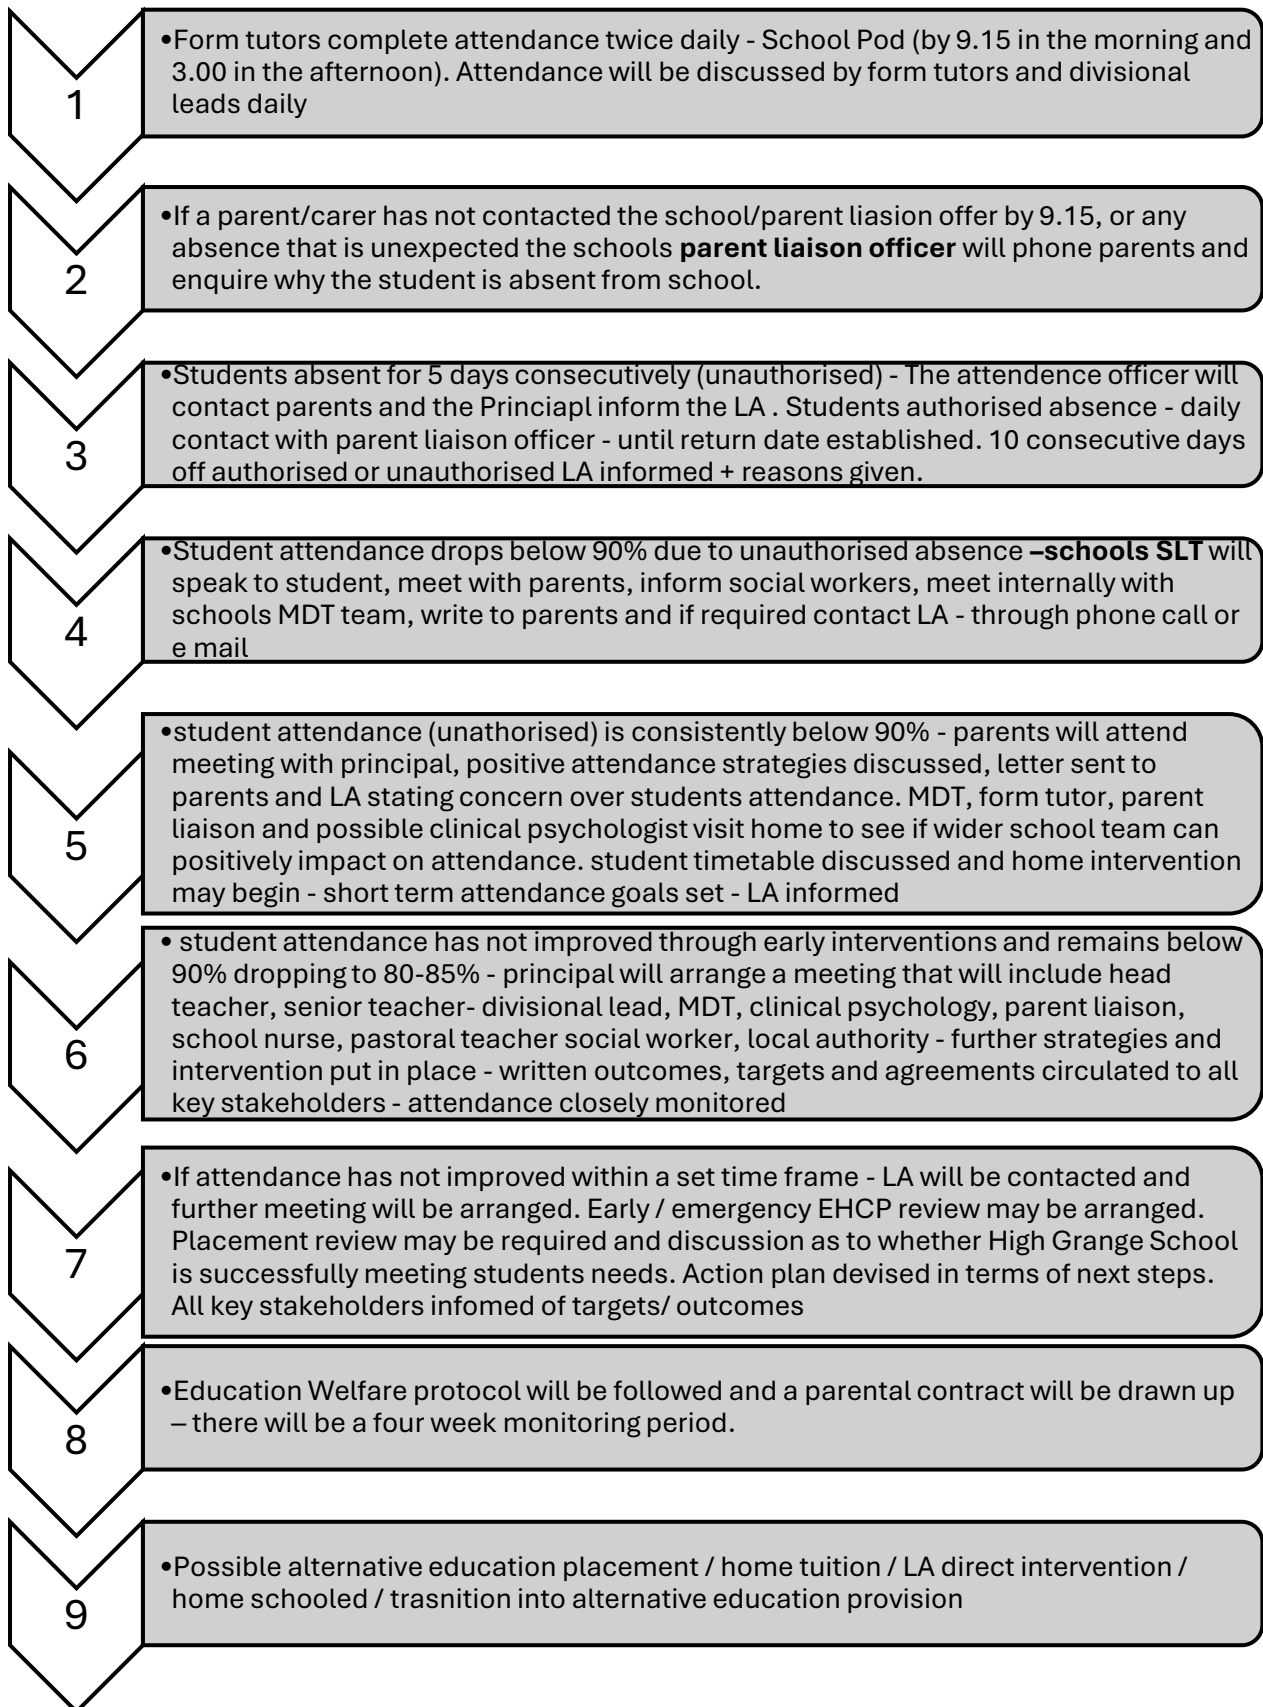 1
•Form tutors complete attendance twice daily - School Pod (by 9.15 in the morning and
3.00 in the afternoon). Attendance will be discussed by form tutors and divisional
leads daily
2
•If a parent/carer has not contacted the school/parent liasion offer by 9.15, or any
absence that is unexpected the schools parent liaison officer will phone parents and
enquire why the student is absent from school.
3
•Students absent for 5 days consecutively (unauthorised) - The attendence officer will
contact parents and the Princiapl inform the LA . Students authorised absence - daily
contact with parent liaison officer - until return date established. 10 consecutive days
off authorised or unauthorised LA informed + reasons given.
4
•Student attendance drops below 90% due to unauthorised absence –schools SLT will
speak to student, meet with parents, inform social workers, meet internally with
schools MDT team, write to parents and if required contact LA - through phone call or
e mail
5
•student attendance (unathorised) is consistently below 90% - parents will attend
meeting with principal, positive attendance strategies discussed, letter sent to
parents and LA stating concern over students attendance. MDT, form tutor, parent
liaison and possible clinical psychologist visit home to see if wider school team can
positively impact on attendance. student timetable discussed and home intervention
may begin - short term attendance goals set - LA informed
6
• student attendance has not improved through early interventions and remains below
90% dropping to 80-85% - principal will arrange a meeting that will include head
teacher, senior teacher- divisional lead, MDT, clinical psychology, parent liaison,
school nurse, pastoral teacher social worker, local authority - further strategies and
intervention put in place - written outcomes, targets and agreements circulated to all
key stakeholders - attendance closely monitored
7
•If attendance has not improved within a set time frame - LA will be contacted and
further meeting will be arranged. Early / emergency EHCP review may be arranged.
Placement review may be required and discussion as to whether High Grange School
is successfully meeting students needs. Action plan devised in terms of next steps.
All key stakeholders infomed of targets/ outcomes
8
•Education Welfare protocol will be followed and a parental contract will be drawn up
– there will be a four week monitoring period.
9
•Possible alternative education placement / home tuition / LA direct intervention /
home schooled / trasnition into alternative education provision